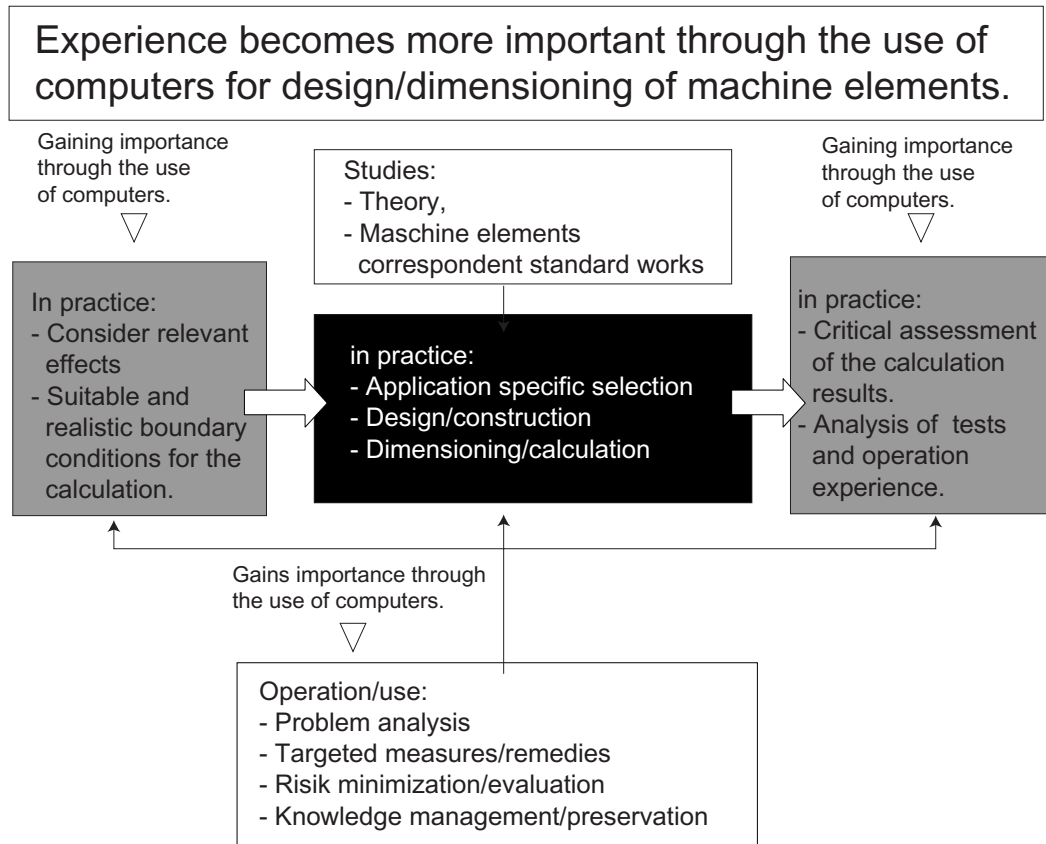 Experience becomes more important through the use of
computers for design/dimensioning of machine elements.
Gaining importance
through the use
of computers.
Studies:
- Theory,
- Maschine elements
correspondent standard works
Gaining importance
through the use
of computers.
In practice:
- Consider relevant
effects
- Suitable and
realistic boundary
conditions for the
calculation.
in practice:
- Application specific selection
- Design/construction
- Dimensioning/calculation
in practice:
- Critical assessment
of the calculation
results.
- Analysis of tests
and operation
experience.
Gains importance through
the use of computers.
Operation/use:
- Problem analysis
- Targeted measures/remedies
- Risik minimization/evaluation
- Knowledge management/preservation